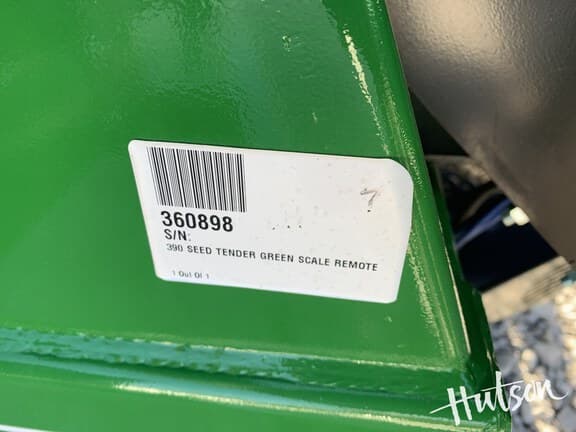 360898
S/N:
390 SEED TENDER GREEN SCALE REMOTE
1 Out Of 1
Hutson